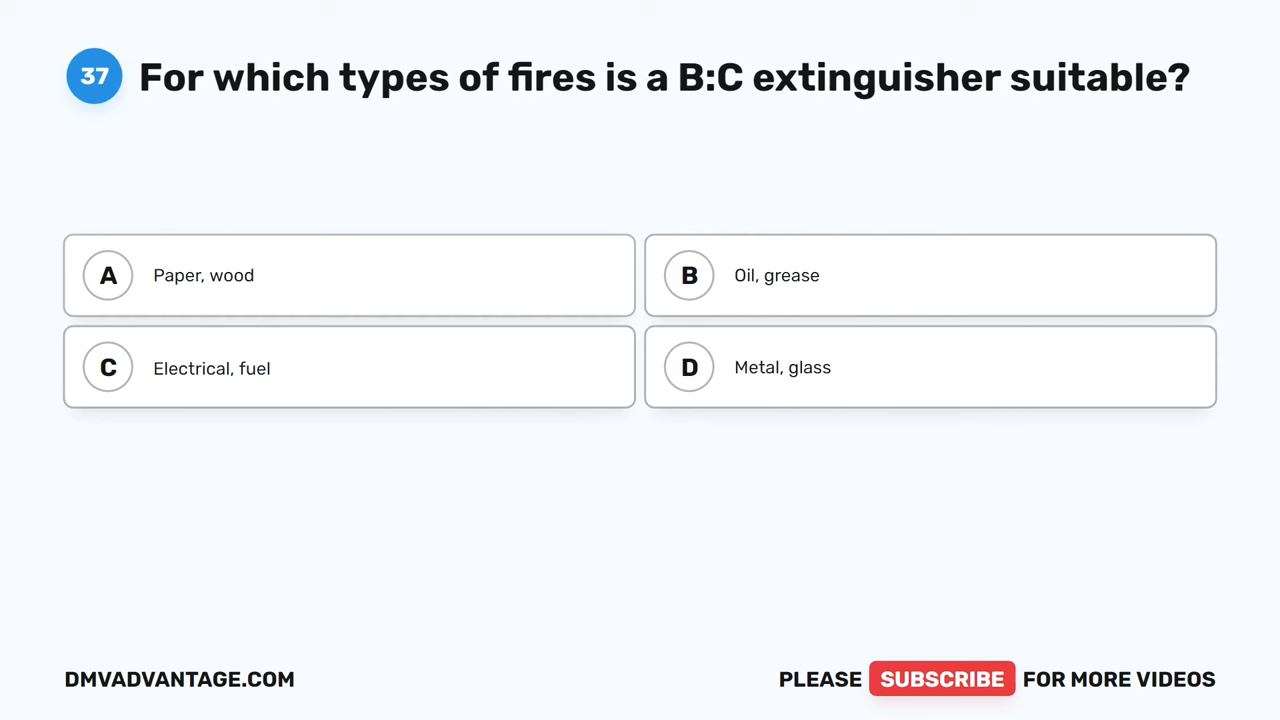 37 For which types of fires is a B:C extinguisher suitable?
A Paper, wood
B Oil, grease
C Electrical, fuel
D Metal, glass
DMVADVANTAGE.COM
PLEASE SUBSCRIBE FOR MORE VIDEOS